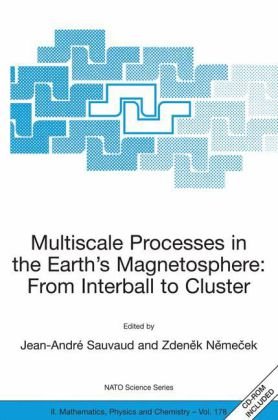 Multiscale Processes in
the Earth's Magnetosphere:
From Interball to Cluster
Edited by
Jean-André Sauvaud and Zdeněk Němeček
NATO Science Series
II. Mathematics, Physics and Chemistry – Vol. 178
CD-ROM
INCLUDED